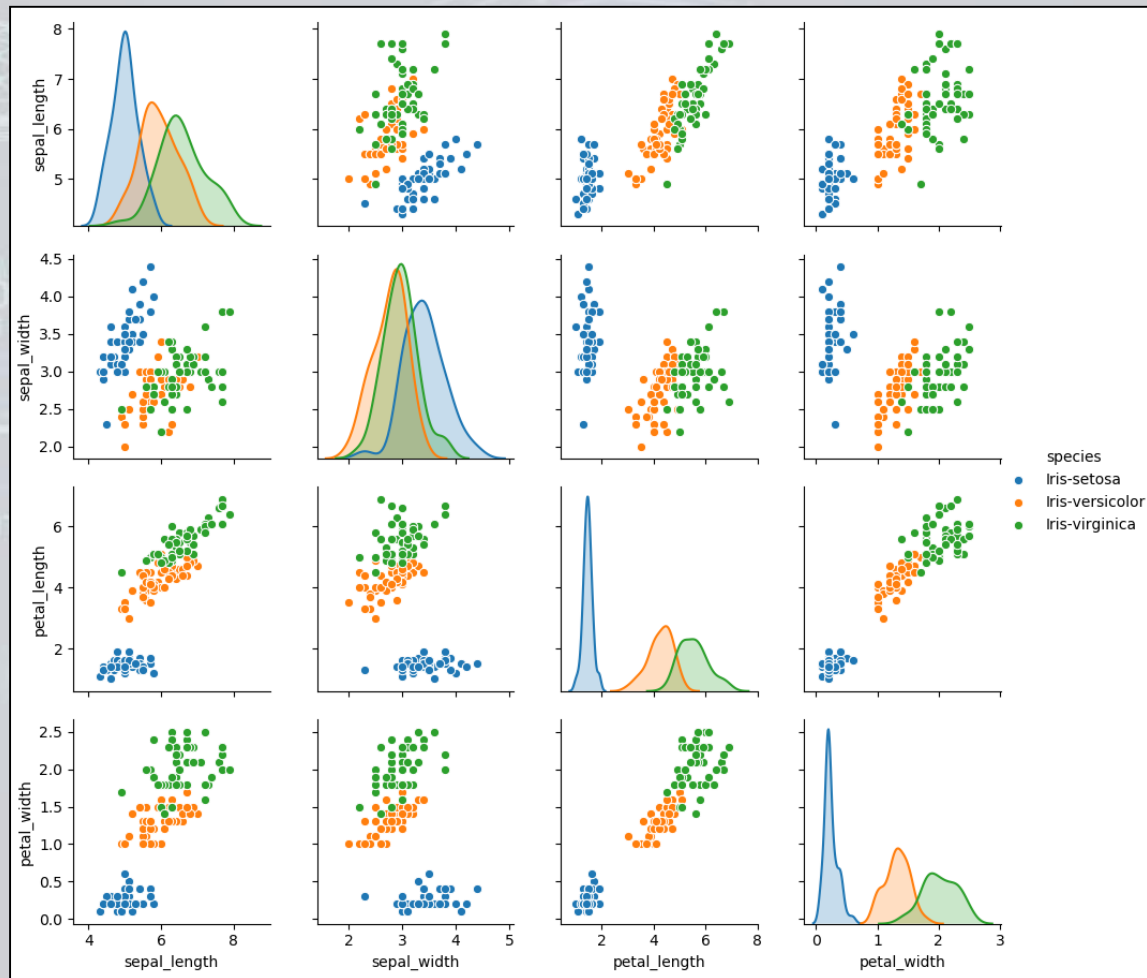 8
7
6
5
sepal_length
4.5
4.0
3.5
3.0
2.5
2.0
sepal_width
species
Iris-setosa
Iris-versicolor
Iris-virginica
6
4
2
petal_length
2.5
2.0
1.5
1.0
0.5
0.0
petal_width
4 6 8
2 3 4 5
2 4 6 8
0 1 2 3
sepal_length
sepal_width
petal_length
petal_width